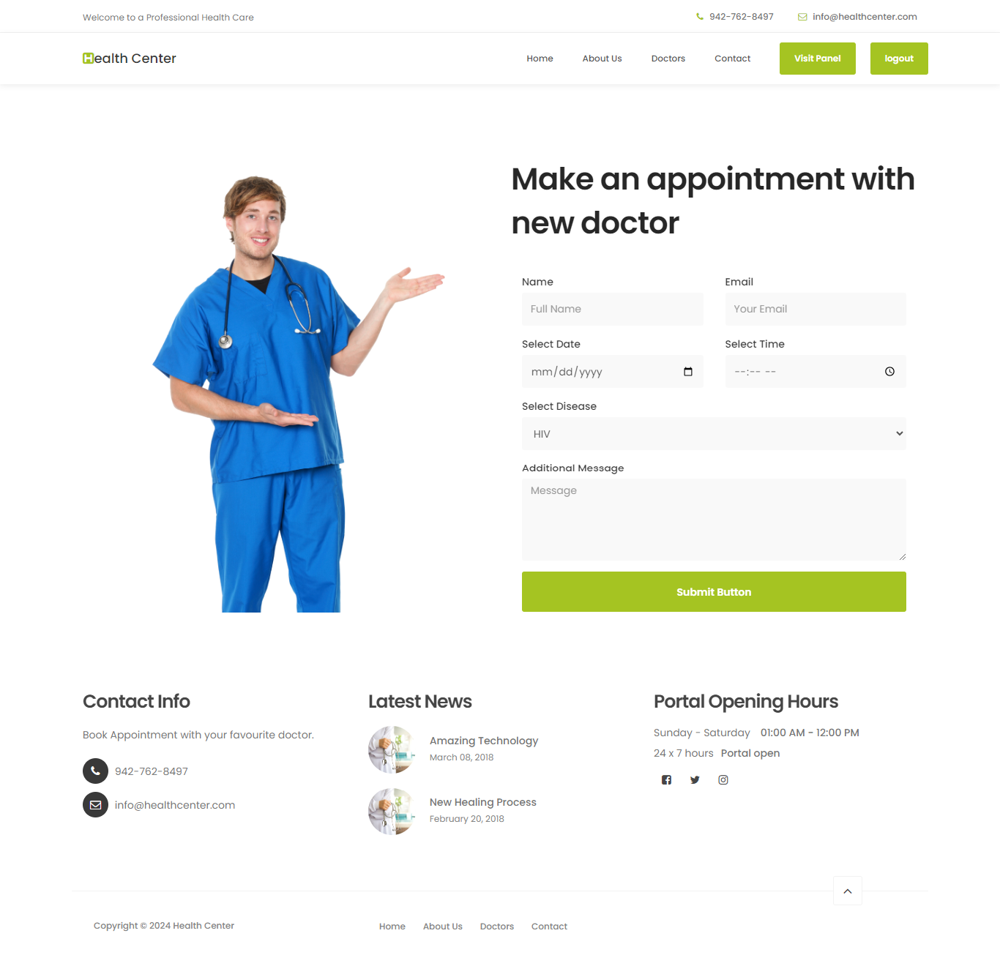 Welcome to a Professional Health Care
942-762-8497
info@healthcenter.com
Health Center
Home
About Us
Doctors
Contact
Visit Panel
logout
Make an appointment with
new doctor
Name
Email
Full Name
Your Email
Select Date
Select Time
mm/dd/yyyy
--:-- --
Select Disease
HIV
Additional Message
Message
Submit Button
Contact Info
Book Appointment with your favourite doctor.
942-762-8497
info@healthcenter.com
Latest News
Amazing Technology
March 08, 2018
New Healing Process
February 20, 2018
Portal Opening Hours
Sunday - Saturday 01:00 AM - 12:00 PM
24 x 7 hours Portal open
Copyright © 2024 Health Center
Home
About Us
Doctors
Contact